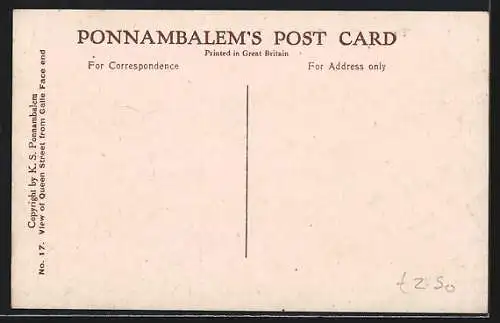 PONNAMBALEM'S POST CARD
Printed in Great Britain
For Correspondence
For Address only
Copyright by K. S. Ponnambalem
No. 17. View of Queen Street from Galle Face end
£2.50